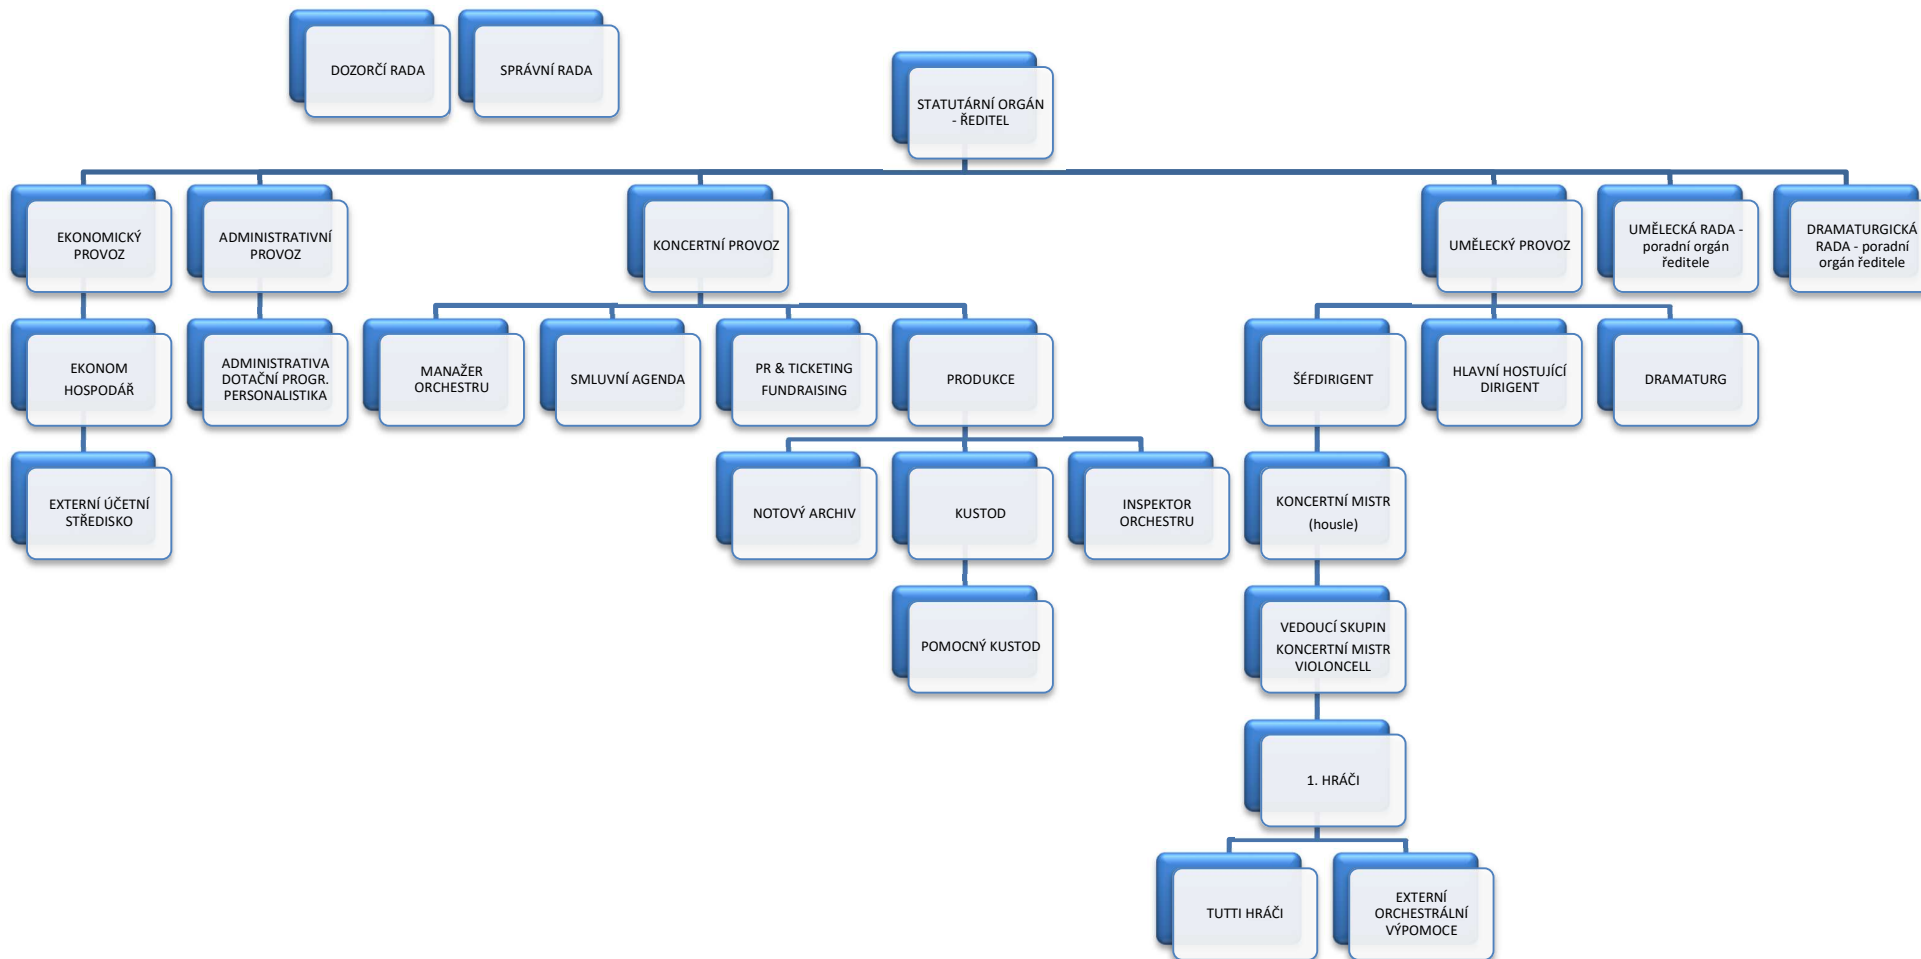 DOZORČÍ RADA
SPRÁVNÍ RADA
STATUTÁRNÍ ORGÁN
- ŘEDITEL
EKONOMICKÝ
PROVOZ
ADMINISTRATIVNÍ
PROVOZ
KONCERTNÍ PROVOZ
UMĚLECKÝ PROVOZ
UMĚLECKÁ RADA -
poradní orgán
ředitele
DRAMATURGICKÁ
RADA - poradní
orgán ředitele
EKONOM
HOSPODÁŘ
ADMINISTRATIVA
DOTAČNÍ PROGR.
PERSONALISTIKA
MANAŽER
ORCHESTRU
SMLUVNÍ AGENDA
PR & TICKETING
FUNDRAISING
PRODUKCE
ŠÉFDIRIGENT
HLAVNÍ HOSTUJÍCÍ
DIRIGENT
DRAMATURG
EXTERNÍ ÚČETNÍ
STŘEDISKO
NOTOVÝ ARCHIV
KUSTOD
INSPEKTOR
ORCHESTRU
KONCERTNÍ MISTR
(housle)
POMOCNÝ KUSTOD
VEDOUCÍ SKUPIN
KONCERTNÍ MISTR
VIOLONCELL
1. HRÁČI
TUTTI HRÁČI
EXTERNÍ
ORCHESTRÁLNÍ
VÝPOMOCE